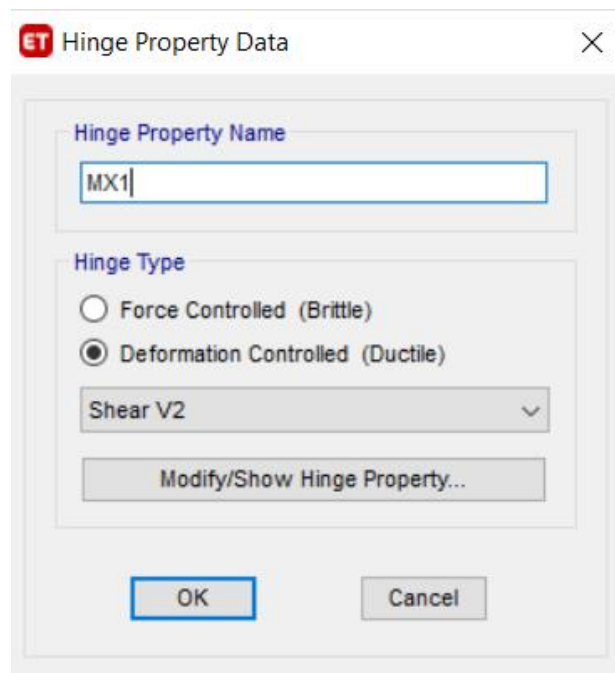 ET Hinge Property Data
Hinge Property Name
MX1
Hinge Type
Force Controlled (Brittle)
Deformation Controlled (Ductile)
Shear V2
Modify/Show Hinge Property...
OK Cancel